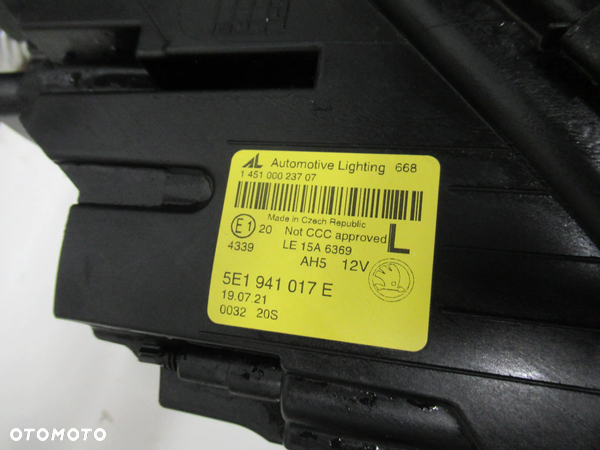 AL Automotive Lighting 668
1 451 000 237 07
Made in Czech Republic
E1 20 Not CCC approved L
4339 LE 15A 6369
AH5 12V
5E1 941 017 E
19.07.21
0032 20S
OTOMOTO